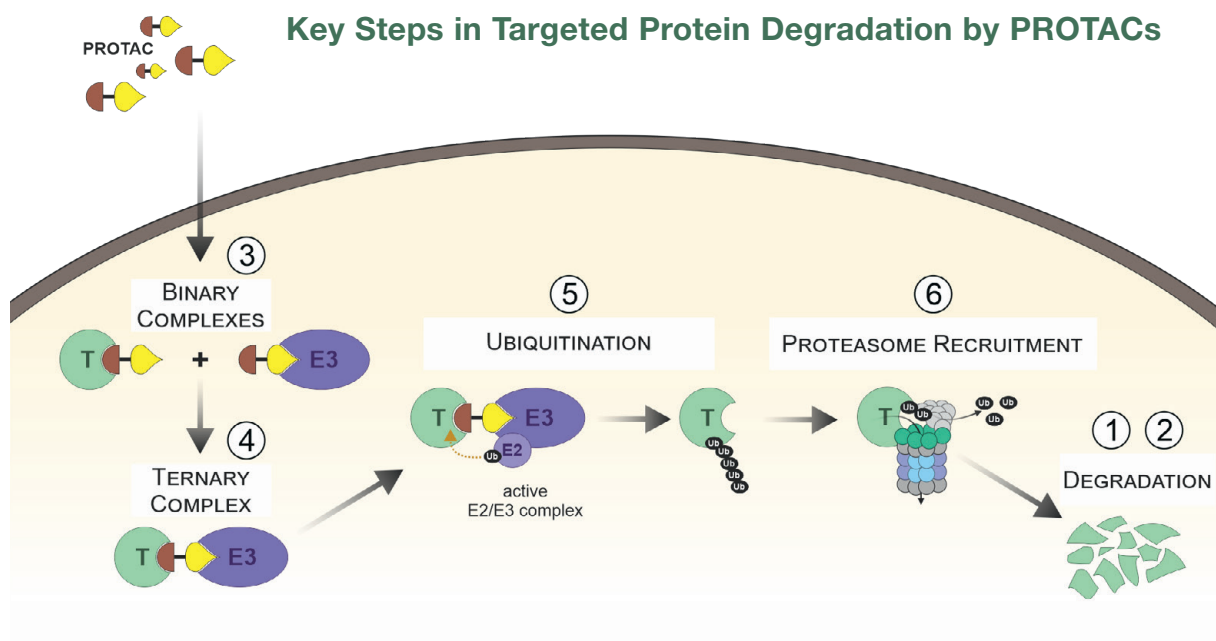 Key Steps in Targeted Protein Degradation by PROTACs
PROTAC
3
BINARY
COMPLEXES
T
+
E3
4
TERNARY
COMPLEX
T
E3
5
UBIQUITINATION
T
E3
E2
Ub
active
E2/E3 complex
T
Ub
Ub
Ub
Ub
Ub
6
PROTEASOME RECRUITMENT
T
Ub
Ub
Ub
Ub
Ub
1 2
DEGRADATION